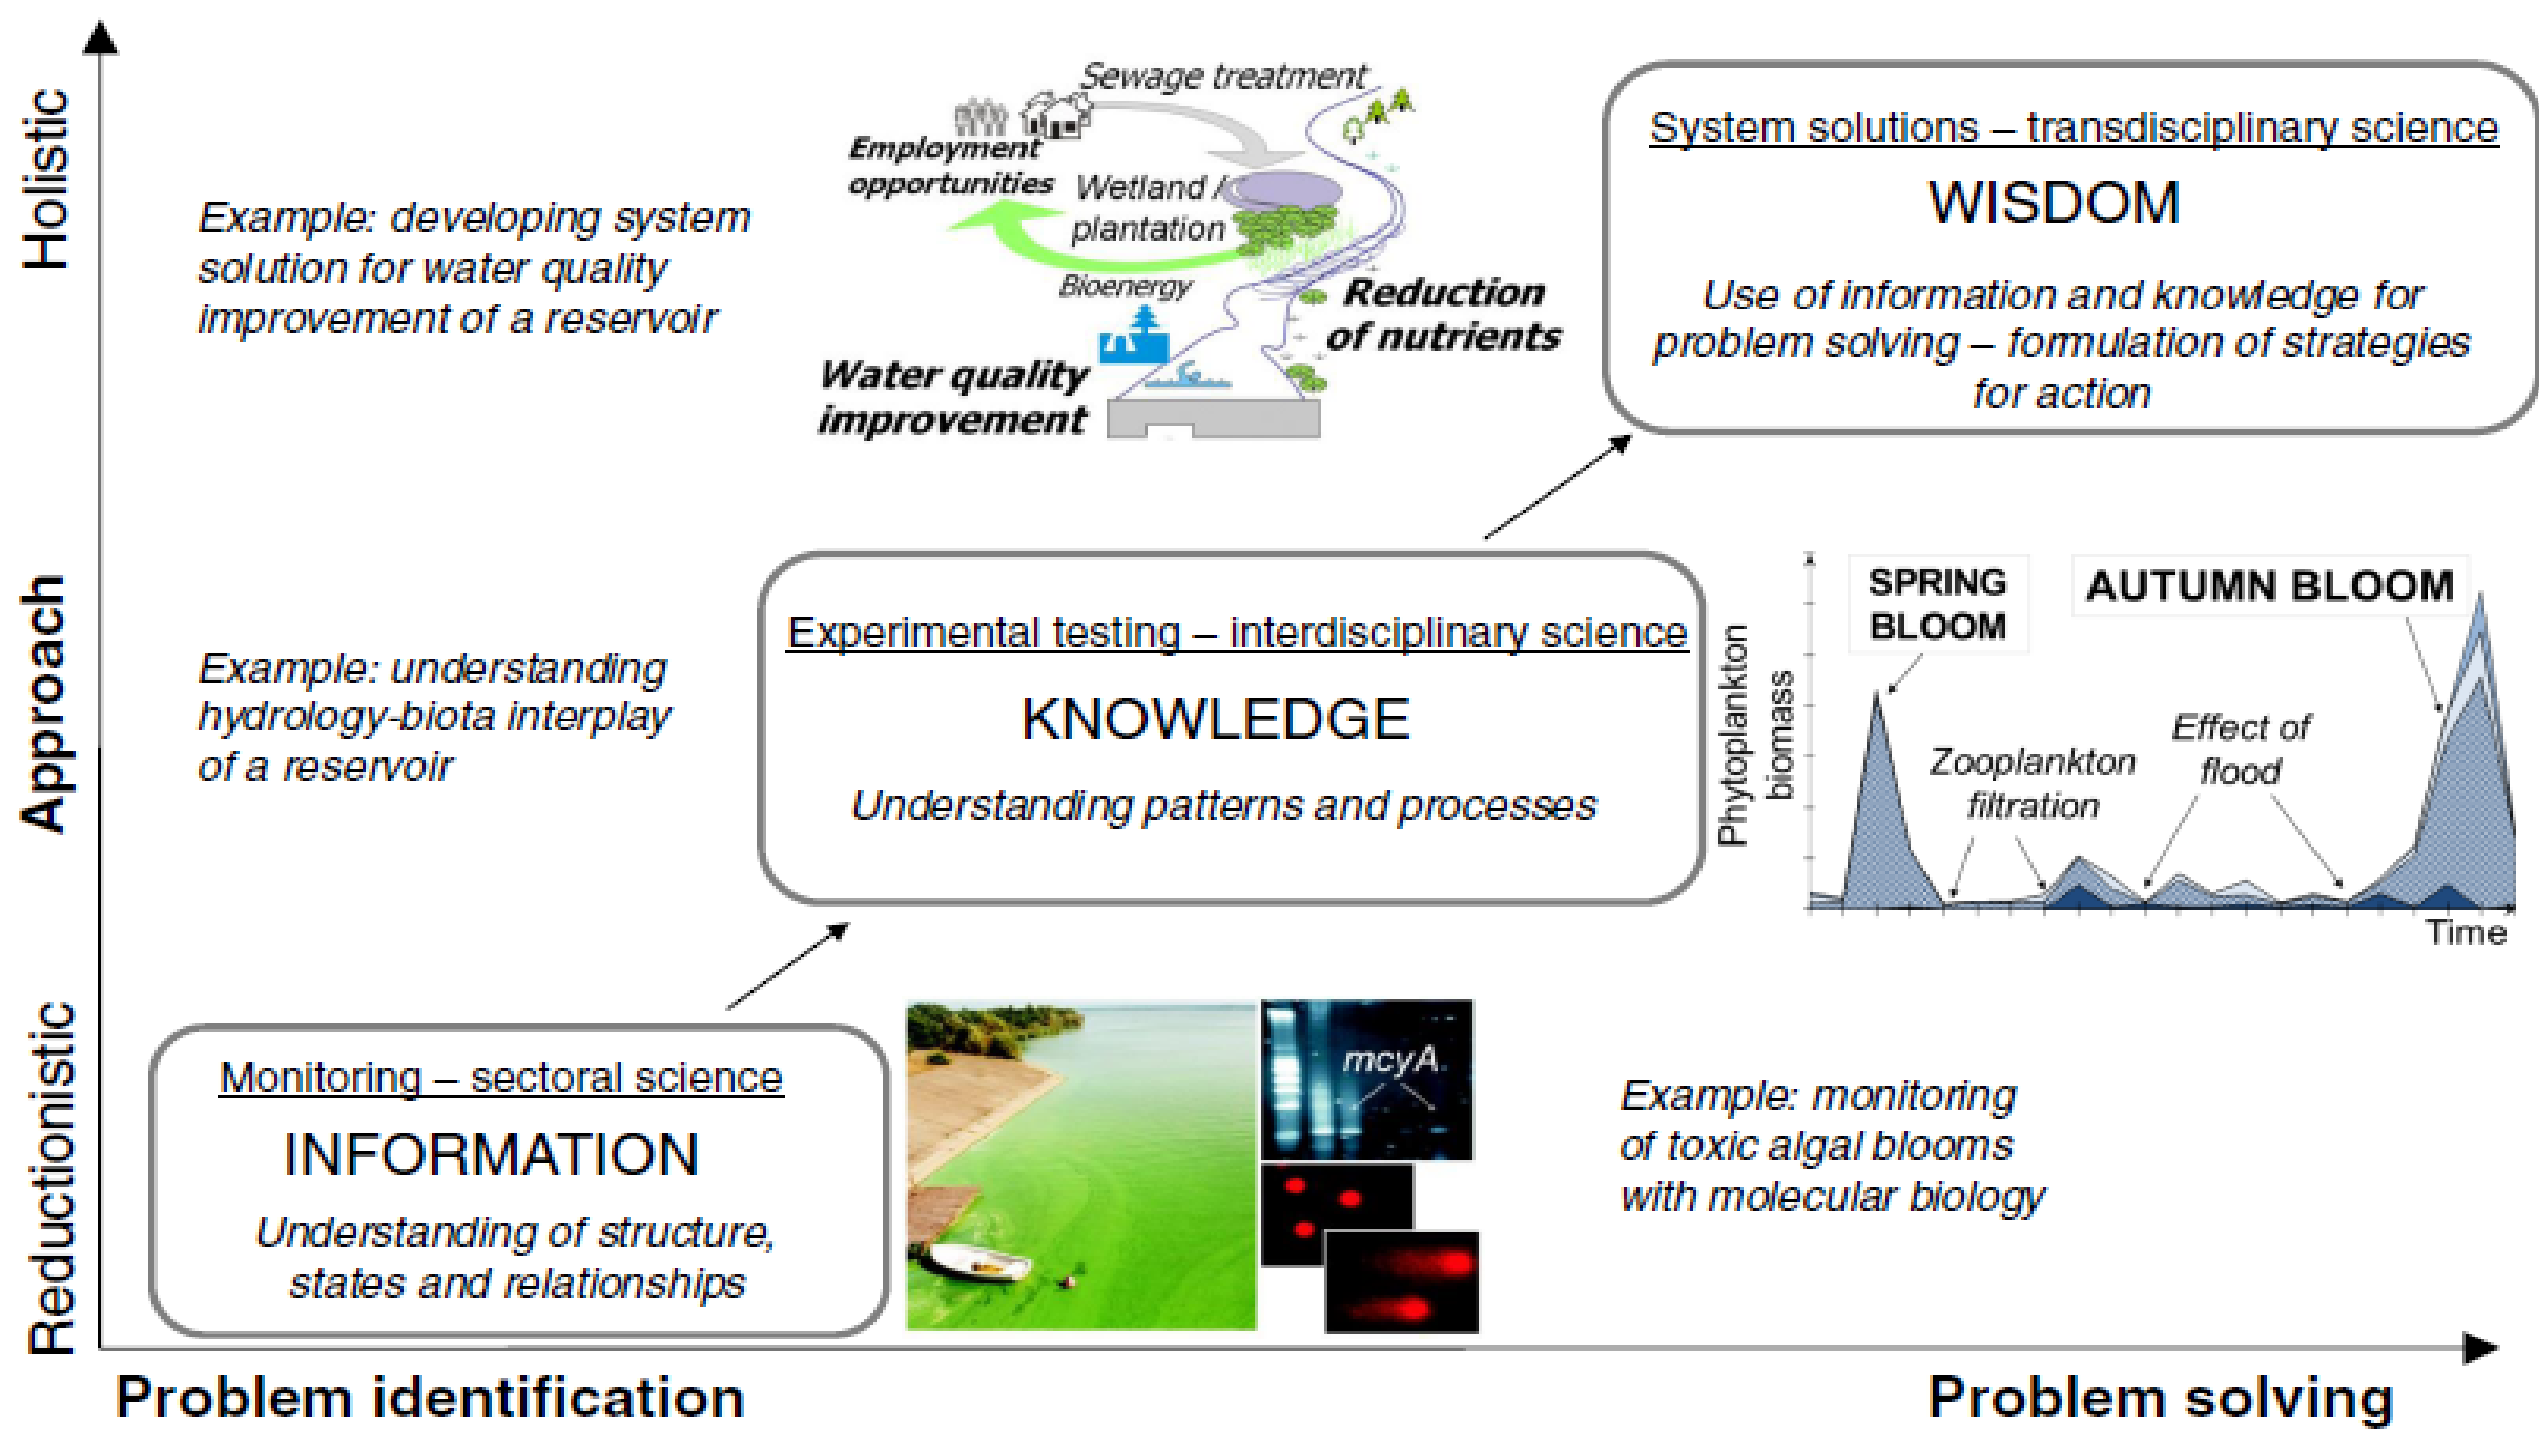 Holistic
Approach
Reductionistic
Example: developing system
solution for water quality
improvement of a reservoir
Sewage treatment
Employment
opportunities
Wetland /
plantation
Bioenergy
Reduction
of nutrients
Water quality
improvement
System solutions – transdisciplinary science
WISDOM
Use of information and knowledge for
problem solving – formulation of strategies
for action
Example: understanding
hydrology-biota interplay
of a reservoir
Experimental testing – interdisciplinary science
KNOWLEDGE
Understanding patterns and processes
Phytoplankton
biomass
SPRING
BLOOM
AUTUMN BLOOM
Zooplankton
filtration
Effect of
flood
Time
Monitoring – sectoral science
INFORMATION
Understanding of structure,
states and relationships
mcyA
Example: monitoring
of toxic algal blooms
with molecular biology
Problem identification
Problem solving